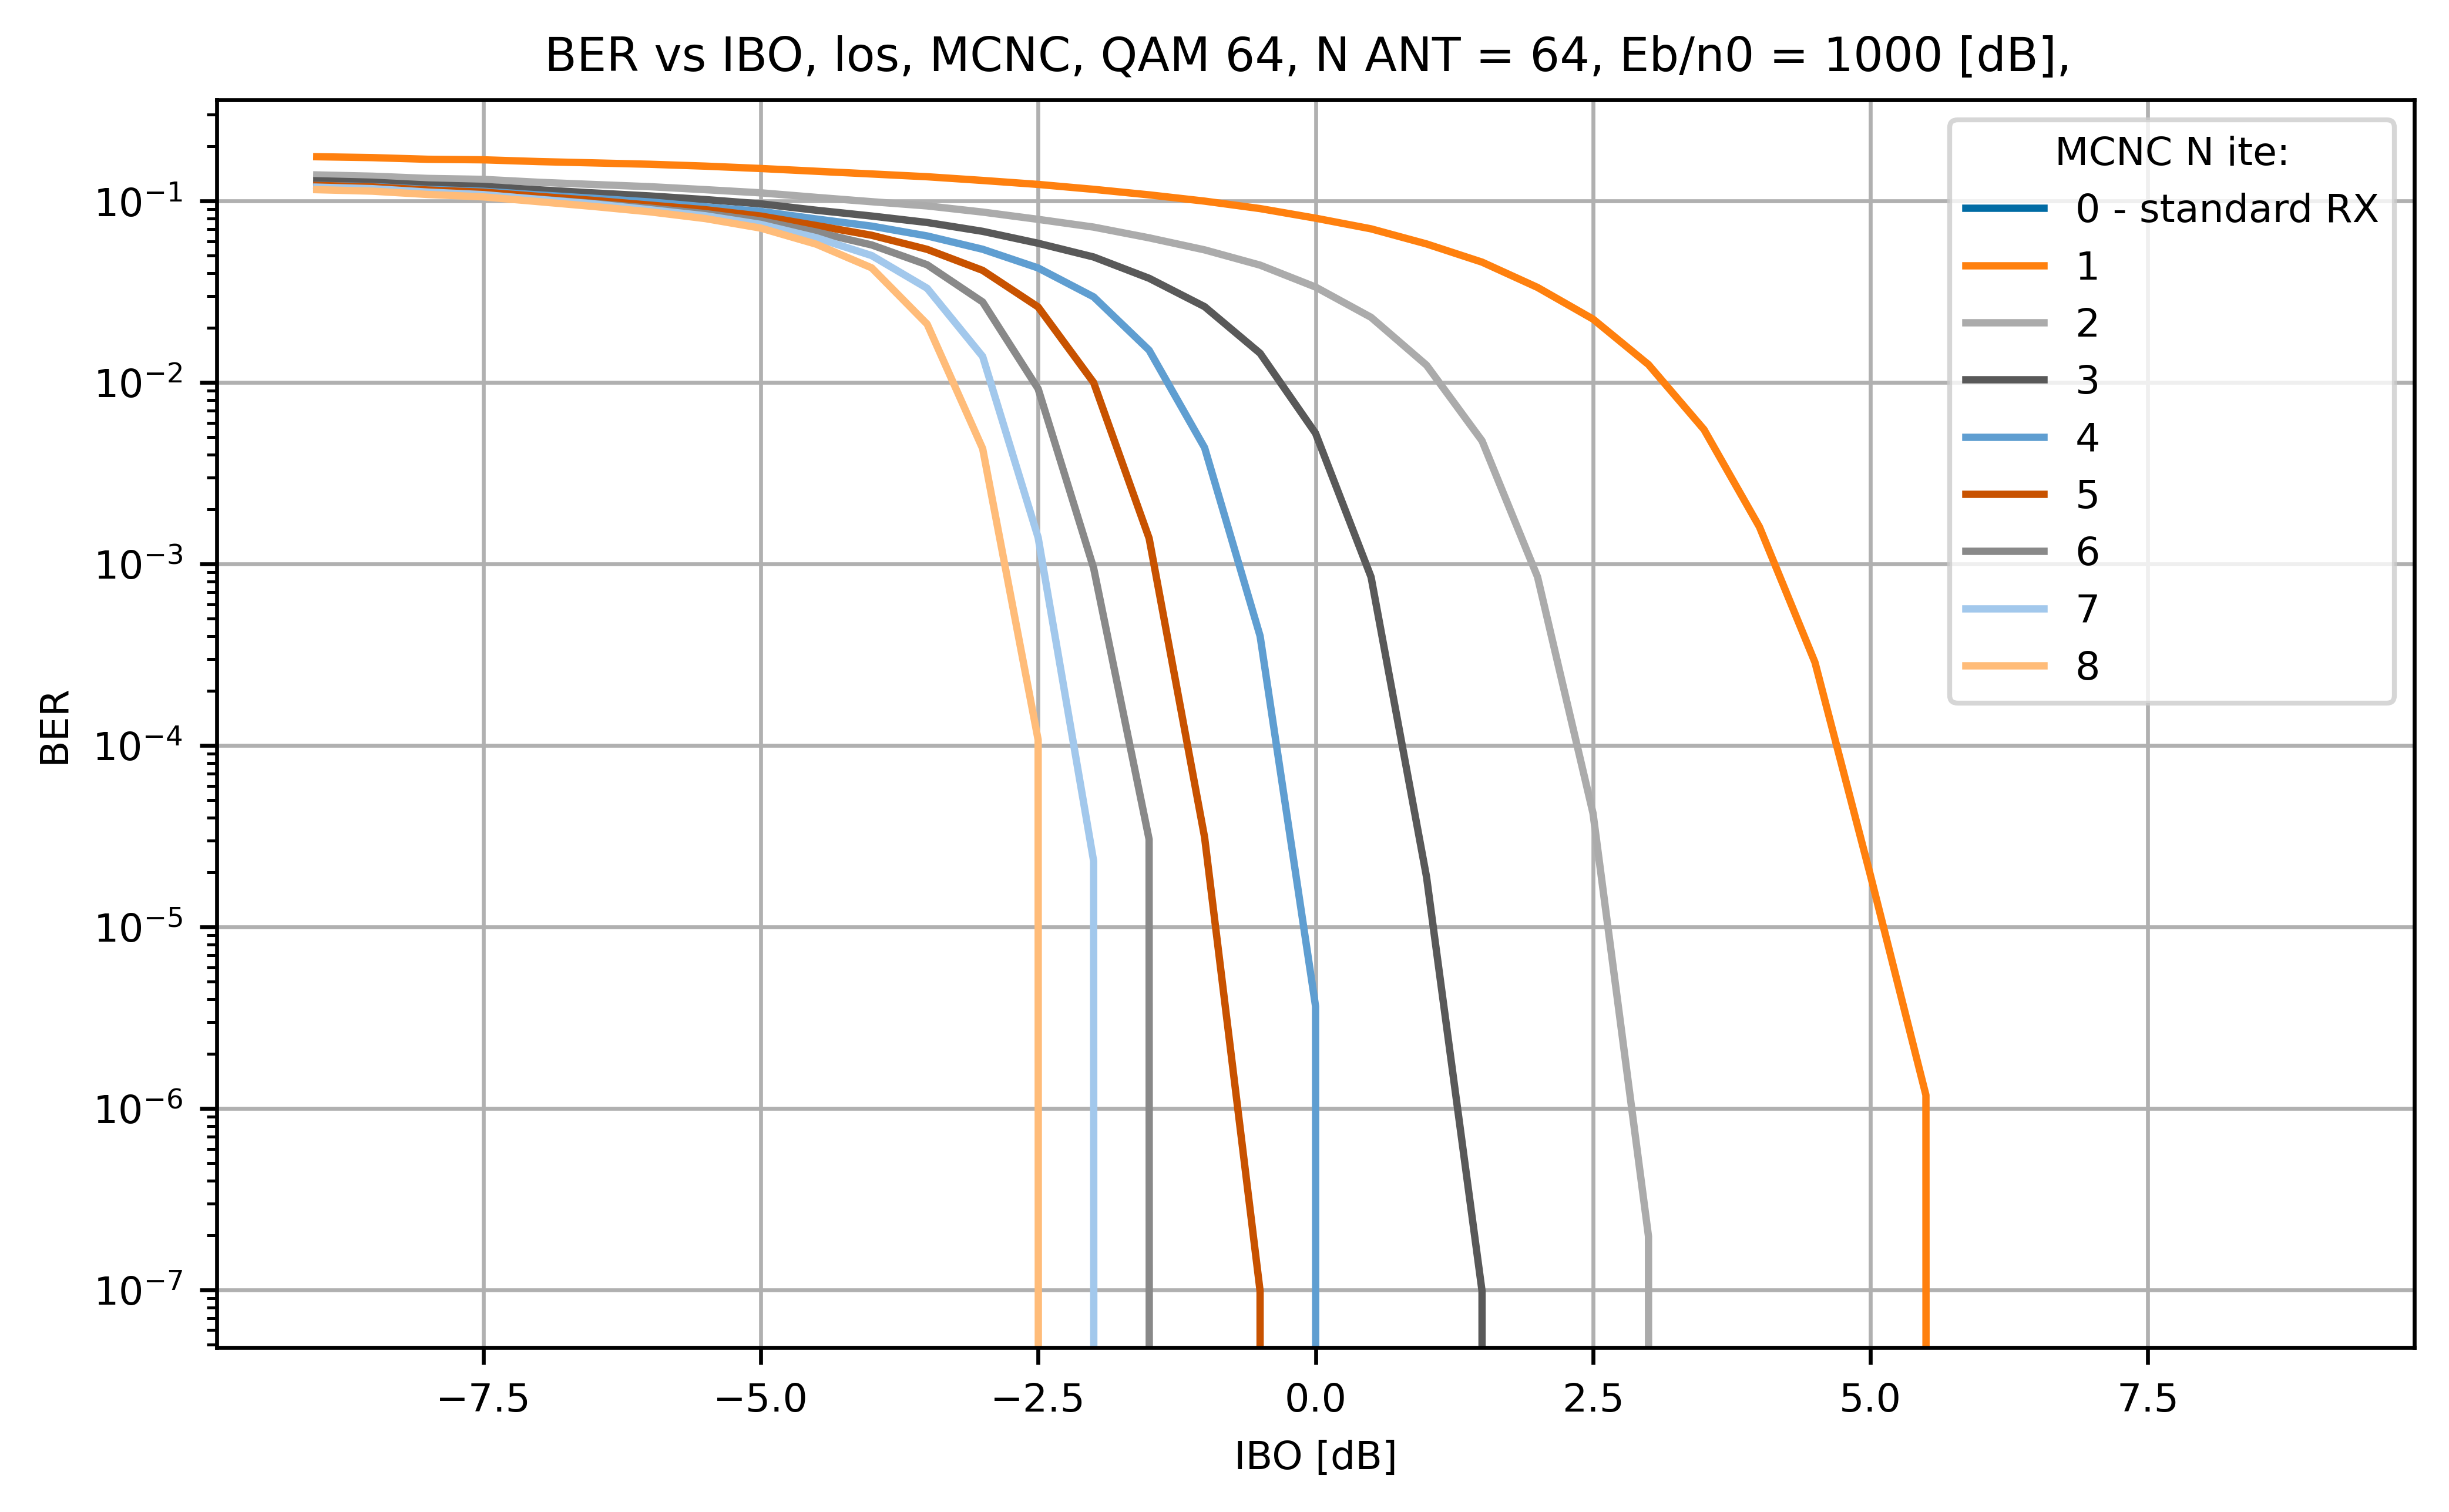 BER vs IBO, los, MCNC, QAM 64, N ANT = 64, Eb/n0 = 1000 [dB],
MCNC N ite:
0 - standard RX
1
2
3
4
5
6
7
8
BER
10⁻¹
10⁻²
10⁻³
10⁻⁴
10⁻⁵
10⁻⁶
10⁻⁷
−7.5 −5.0 −2.5 0.0 2.5 5.0 7.5
IBO [dB]